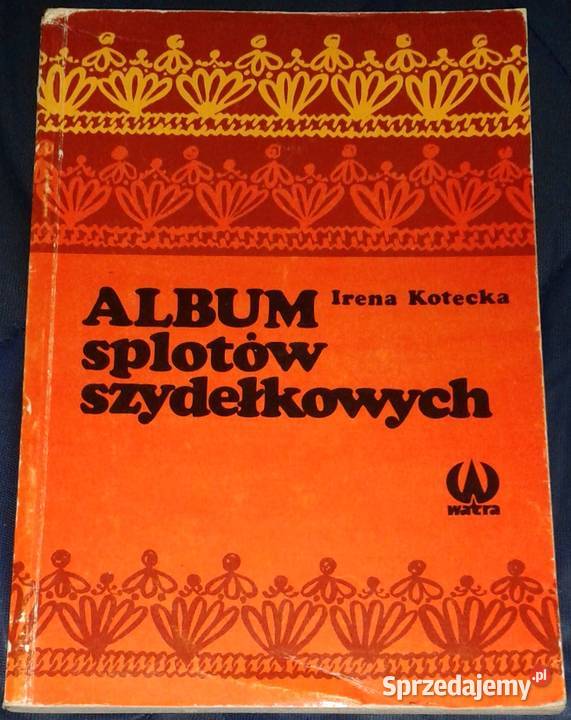 ALBUM Irena Kotecka
splotów
szydełkowych
watra
Sprzedajemy.pl